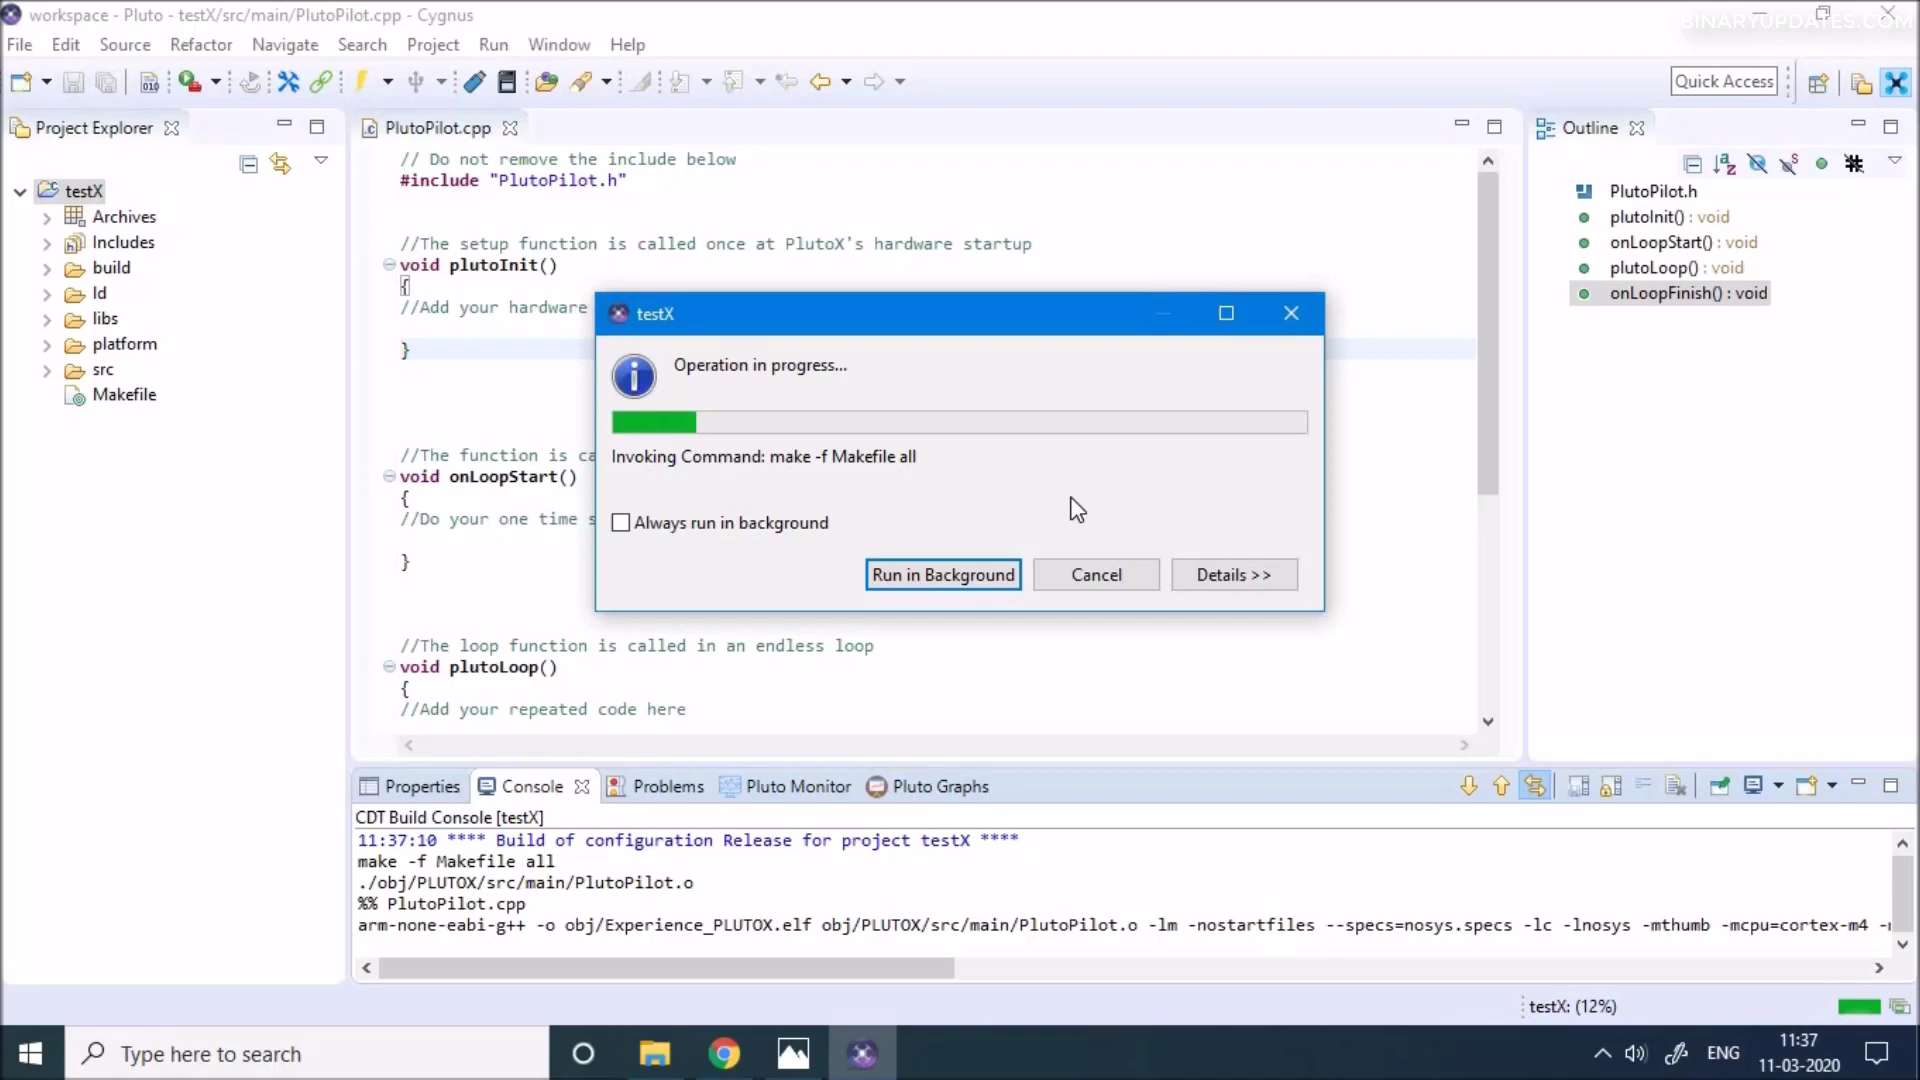 workspace - Pluto - testX/src/main/PlutoPilot.cpp - Cygnus
BINARYUPDATES.COM
File Edit Source Refactor Navigate Search Project Run Window Help
Quick Access
Project Explorer
testX
Archives
Includes
build
ld
libs
platform
src
Makefile
PlutoPilot.cpp
// Do not remove the include below
#include "PlutoPilot.h"
//The setup function is called once at PlutoX's hardware startup
void plutoInit()
{
//Add your hardware
}
//The function is ca
void onLoopStart()
{
//Do your one time s
}
//The loop function is called in an endless loop
void plutoLoop()
{
//Add your repeated code here
testX
Operation in progress...
Invoking Command: make -f Makefile all
Always run in background
Run in Background
Cancel
Details >>
Outline
PlutoPilot.h
plutoInit() : void
onLoopStart() : void
plutoLoop() : void
onLoopFinish() : void
Properties Console Problems Pluto Monitor Pluto Graphs
CDT Build Console [testX]
11:37:10 **** Build of configuration Release for project testX ****
make -f Makefile all
./obj/PLUTOX/src/main/PlutoPilot.o
%% PlutoPilot.cpp
arm-none-eabi-g++ -o obj/Experience_PLUTOX.elf obj/PLUTOX/src/main/PlutoPilot.o -lm -nostartfiles --specs=nosys.specs -lc -lnosys -mthumb -mcpu=cortex-m4
testX: (12%)
Type here to search
ENG
11:37
11-03-2020